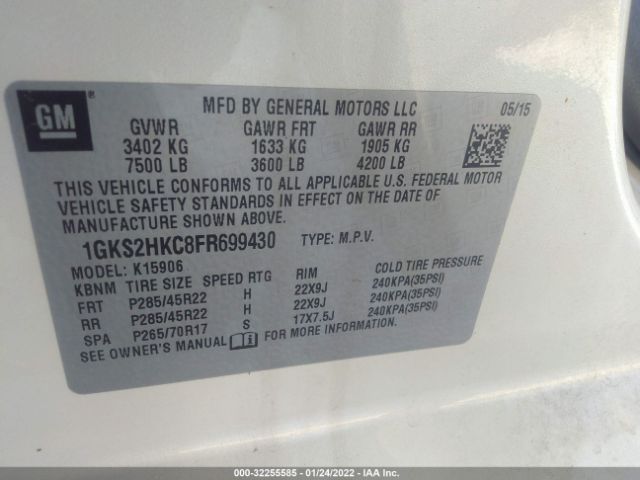 GM ®
MFD BY GENERAL MOTORS LLC 05/15
GVWR GAWR FRT GAWR RR
3402 KG 1633 KG 1905 KG
7500 LB 3600 LB 4200 LB
THIS VEHICLE CONFORMS TO ALL APPLICABLE U.S. FEDERAL MOTOR
VEHICLE SAFETY STANDARDS IN EFFECT ON THE DATE OF
MANUFACTURE SHOWN ABOVE.
1GKS2HKC8FR699430 TYPE: M.P.V.
MODEL: K15906
KBNM TIRE SIZE SPEED RTG RIM COLD TIRE PRESSURE
FRT P285/45R22 H 22X9J 240KPA(35PSI)
RR P285/45R22 H 22X9J 240KPA(35PSI)
SPA P265/70R17 S 17X7.5J 240KPA(35PSI)
SEE OWNER'S MANUAL FOR MORE INFORMATION.
000-32255585 - 01/24/2022 - IAA Inc.